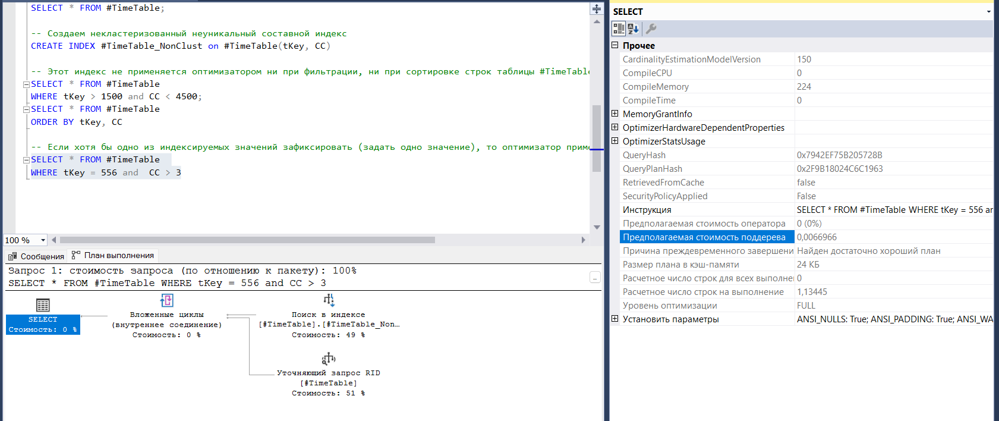 SELECT * FROM #TimeTable;
-- Создаем некластеризованный неуникальный составной индекс
CREATE INDEX #TimeTable_NonClust on #TimeTable(tKey, CC)
-- Этот индекс не применяется оптимизатором ни при фильтрации, ни при сортировке строк таблицы #TimeTable
SELECT * FROM #TimeTable
WHERE tKey > 1500 and CC < 4500;
SELECT * FROM #TimeTable
ORDER BY tKey, CC
-- Если хотя бы одно из индексируемых значений зафиксировать (задать одно значение), то оптимизатор приме
SELECT * FROM #TimeTable
WHERE tKey = 556 and  CC > 3
100 %
Сообщения План выполнения
Запрос 1: стоимость запроса (по отношению к пакету): 100%
SELECT * FROM #TimeTable WHERE tKey = 556 and CC > 3
SELECT
Стоимость: 0 %
Вложенные циклы
(внутреннее соединение)
Стоимость: 0 %
Поиск в индексе
[#TimeTable].[#TimeTable_Non…
Стоимость: 49 %
Уточняющий запрос RID
[#TimeTable]
Стоимость: 51 %
SELECT
Прочее
CardinalityEstimationModelVersion 150
CompileCPU 0
CompileMemory 224
CompileTime 0
MemoryGrantInfo
OptimizerHardwareDependentProperties
OptimizerStatsUsage
QueryHash 0x7942EF75B205728B
QueryPlanHash 0x2F9B18024C6C1963
RetrievedFromCache false
SecurityPolicyApplied False
Инструкция SELECT * FROM #TimeTable WHERE tKey = 556 ar
Предполагаемая стоимость оператора 0 (0%)
Предполагаемая стоимость поддерева 0,0066966
Причина преждевременного завершени Найден достаточно хороший план
Размер плана в кэш-памяти 24 КБ
Расчетное число строк для всех выполне 0
Расчетное число строк на выполнение 1,13445
Уровень оптимизации FULL
Установить параметры ANSI_NULLS: True; ANSI_PADDING: True; ANSI_WA